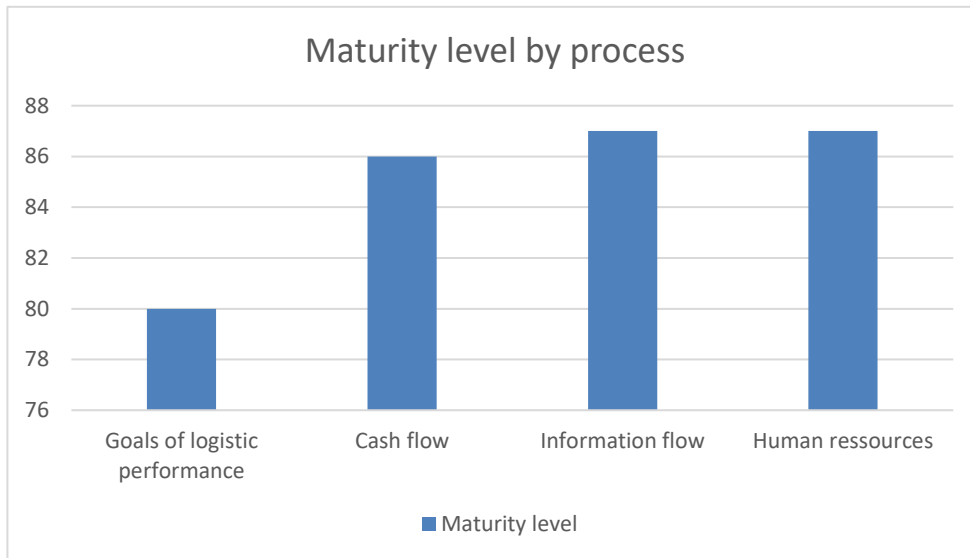 Maturity level by process
88
86
84
82
80
78
76
Goals of logistic
performance
Cash flow
Information flow
Human ressources
Maturity level